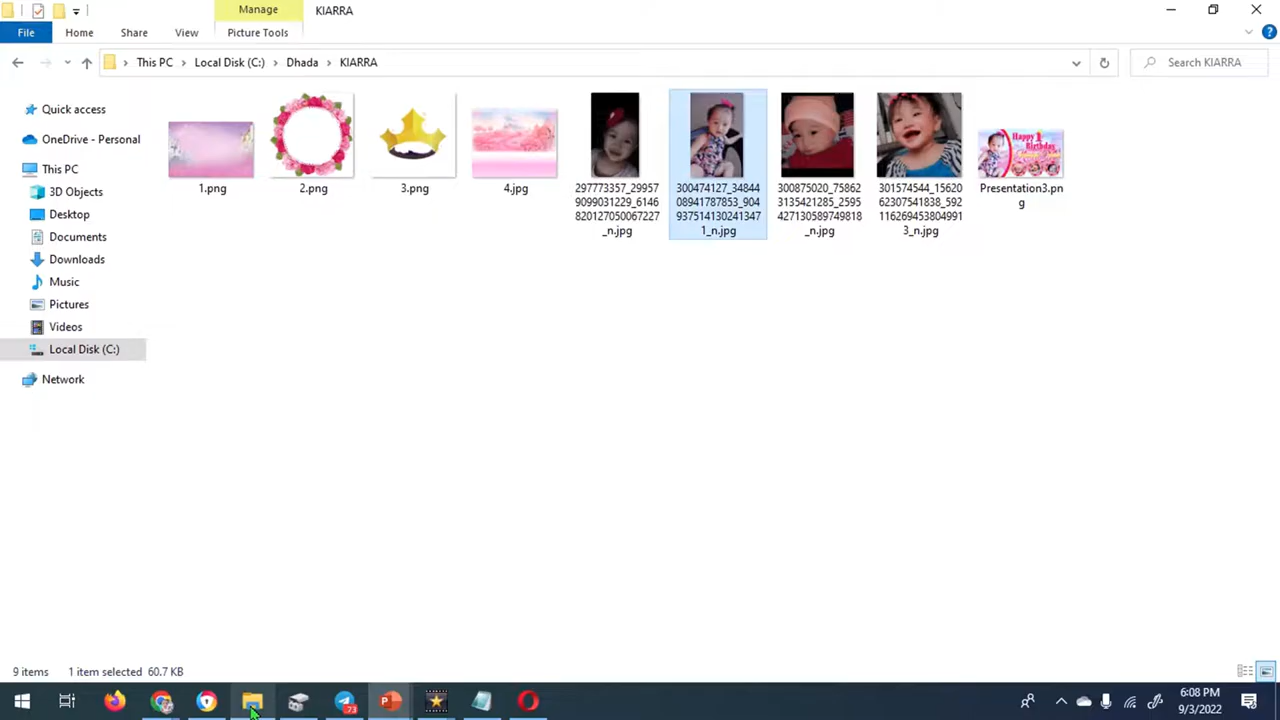 Manage
KIARRA
File
Home
Share
View
Picture Tools
This PC
Local Disk (C:)
Dhada
KIARRA
Search KIARRA
Quick access
OneDrive - Personal
This PC
3D Objects
Desktop
Documents
Downloads
Music
Pictures
Videos
Local Disk (C:)
Network
1.png
2.png
3.png
4.jpg
297773357_29957
9099031229_6146
820127050067227
_n.jpg
300474127_34844
08941787853_904
937514130241347
1_n.jpg
300875020_75862
3135421285_2595
427130589749818
_n.jpg
301574544_15620
62307541838_592
116269453804991
3_n.jpg
Happy 1
Birthday
Presentation3.pn
g
9 items
1 item selected 60.7 KB
73
6:08 PM
9/3/2022